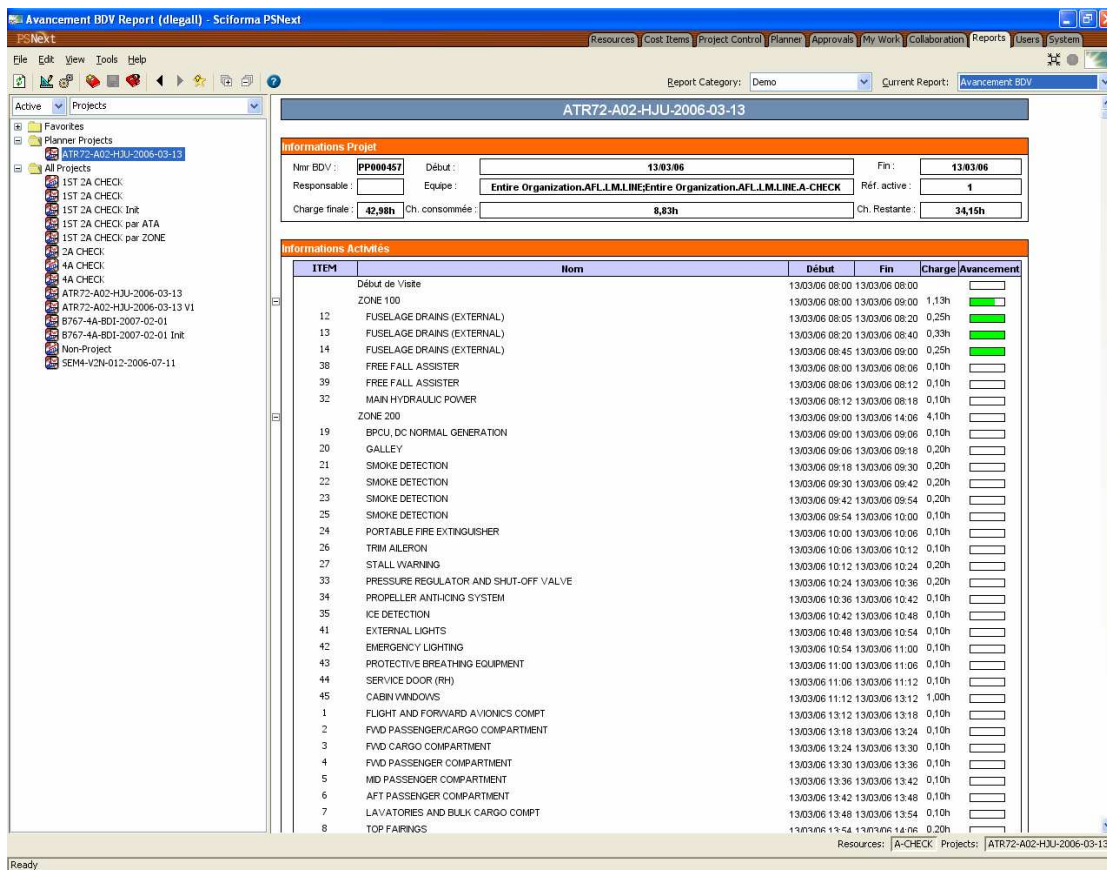 Avancement BDV Report (dlegall) - Sciforma PSNext
PSNext
Resources Cost Items Project Control Planner Approvals My Work Collaboration Reports Users System
File Edit View Tools Help
Report Category: Demo Current Report: Avancement BDV
Active Projects
Favorites
Planner Projects
ATR72-A02-HJU-2006-03-13
All Projects
1ST 2A CHECK
1ST 2A CHECK
1ST 2A CHECK Init
1ST 2A CHECK par ATA
1ST 2A CHECK par ZONE
2A CHECK
4A CHECK
4A CHECK
ATR72-A02-HJU-2006-03-13
ATR72-A02-HJU-2006-03-13 V1
B767-4A-BDI-2007-02-01
B767-4A-BDI-2007-02-01 Init
Non-Project
SEM4-V2N-012-2006-07-11
ATR72-A02-HJU-2006-03-13
Informations Projet
Nmr BDV : PP000457 Début : 13/03/06 Fin : 13/03/06
Responsable : Equipe : Entire Organization.AFL.LM.LINE;Entire Organization.AFL.LM.LINE.A-CHECK Réf. active : 1
Charge finale : 42,98h Ch. consommée : 8,83h Ch. Restante : 34,15h
Informations Activités
ITEM Nom Début Fin Charge Avancement
Début de Visite 13/03/06 08:00 13/03/06 08:00
ZONE 100 13/03/06 08:00 13/03/06 09:00 1,13h
12 FUSELAGE DRAINS (EXTERNAL) 13/03/06 08:05 13/03/06 08:20 0,25h
13 FUSELAGE DRAINS (EXTERNAL) 13/03/06 08:20 13/03/06 08:40 0,33h
14 FUSELAGE DRAINS (EXTERNAL) 13/03/06 08:45 13/03/06 09:00 0,25h
38 FREE FALL ASSISTER 13/03/06 08:00 13/03/06 08:06 0,10h
39 FREE FALL ASSISTER 13/03/06 08:06 13/03/06 08:12 0,10h
32 MAIN HYDRAULIC POWER 13/03/06 08:12 13/03/06 08:18 0,10h
ZONE 200 13/03/06 09:00 13/03/06 14:06 4,10h
19 BPCU, DC NORMAL GENERATION 13/03/06 09:00 13/03/06 09:06 0,10h
20 GALLEY 13/03/06 09:06 13/03/06 09:18 0,20h
21 SMOKE DETECTION 13/03/06 09:18 13/03/06 09:30 0,20h
22 SMOKE DETECTION 13/03/06 09:30 13/03/06 09:42 0,20h
23 SMOKE DETECTION 13/03/06 09:42 13/03/06 09:54 0,20h
25 SMOKE DETECTION 13/03/06 09:54 13/03/06 10:00 0,10h
24 PORTABLE FIRE EXTINGUISHER 13/03/06 10:00 13/03/06 10:06 0,10h
26 TRIM AILERON 13/03/06 10:06 13/03/06 10:12 0,10h
27 STALL WARNING 13/03/06 10:12 13/03/06 10:24 0,20h
33 PRESSURE REGULATOR AND SHUT-OFF VALVE 13/03/06 10:24 13/03/06 10:36 0,20h
34 PROPELLER ANTI-ICING SYSTEM 13/03/06 10:36 13/03/06 10:42 0,10h
35 ICE DETECTION 13/03/06 10:42 13/03/06 10:48 0,10h
41 EXTERNAL LIGHTS 13/03/06 10:48 13/03/06 10:54 0,10h
42 EMERGENCY LIGHTING 13/03/06 10:54 13/03/06 11:00 0,10h
43 PROTECTIVE BREATHING EQUIPMENT 13/03/06 11:00 13/03/06 11:06 0,10h
44 SERVICE DOOR (RH) 13/03/06 11:06 13/03/06 11:12 0,10h
45 CABIN WINDOWS 13/03/06 11:12 13/03/06 13:12 1,00h
1 FLIGHT AND FORWARD AVIONICS COMPT 13/03/06 13:12 13/03/06 13:18 0,10h
2 FWD PASSENGER/CARGO COMPARTMENT 13/03/06 13:18 13/03/06 13:24 0,10h
3 FWD CARGO COMPARTMENT 13/03/06 13:24 13/03/06 13:30 0,10h
4 FWD PASSENGER COMPARTMENT 13/03/06 13:30 13/03/06 13:36 0,10h
5 MID PASSENGER COMPARTMENT 13/03/06 13:36 13/03/06 13:42 0,10h
6 AFT PASSENGER COMPARTMENT 13/03/06 13:42 13/03/06 13:48 0,10h
7 LAVATORIES AND BULK CARGO COMPT 13/03/06 13:48 13/03/06 13:54 0,10h
8 TOP FAIRINGS 13/03/06 13:54 13/03/06 14:06 0,20h
Resources: A-CHECK Projects: ATR72-A02-HJU-2006-03-13
Ready